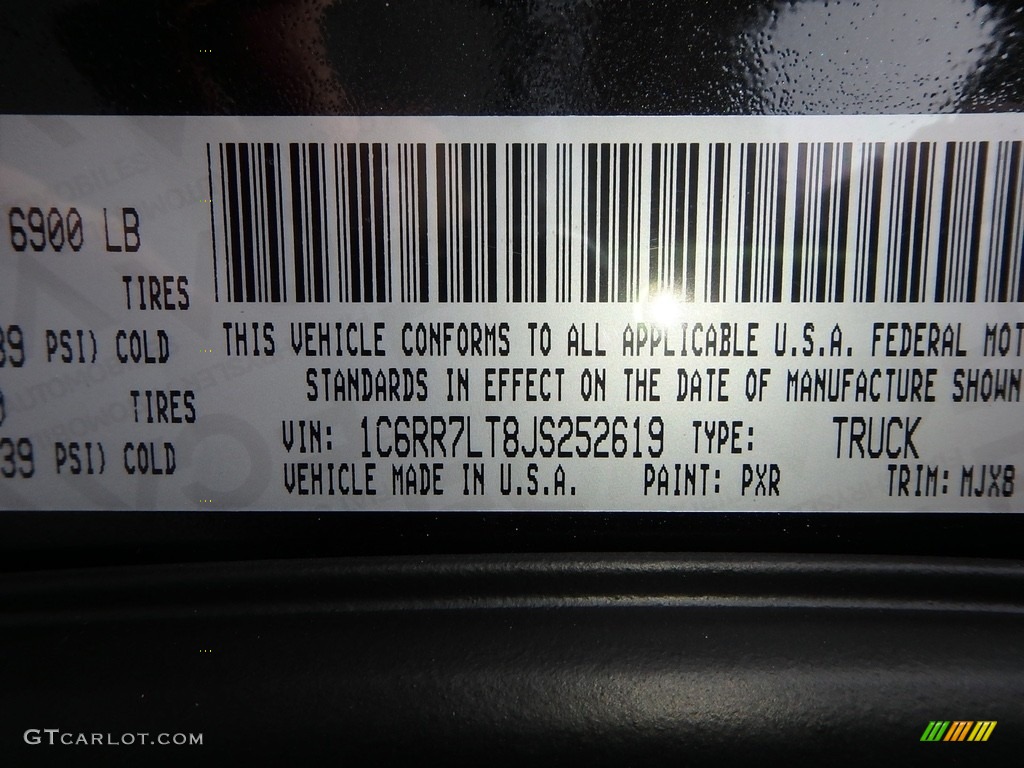 6900 LB
TIRES
39 PSI) COLD
TIRES
39 PSI) COLD
THIS VEHICLE CONFORMS TO ALL APPLICABLE U.S.A. FEDERAL MOT
STANDARDS IN EFFECT ON THE DATE OF MANUFACTURE SHOWN
VIN: 1C6RR7LT8JS252619 TYPE: TRUCK
VEHICLE MADE IN U.S.A. PAINT: PXR TRIM: MJX8
GTCARLOT.COM